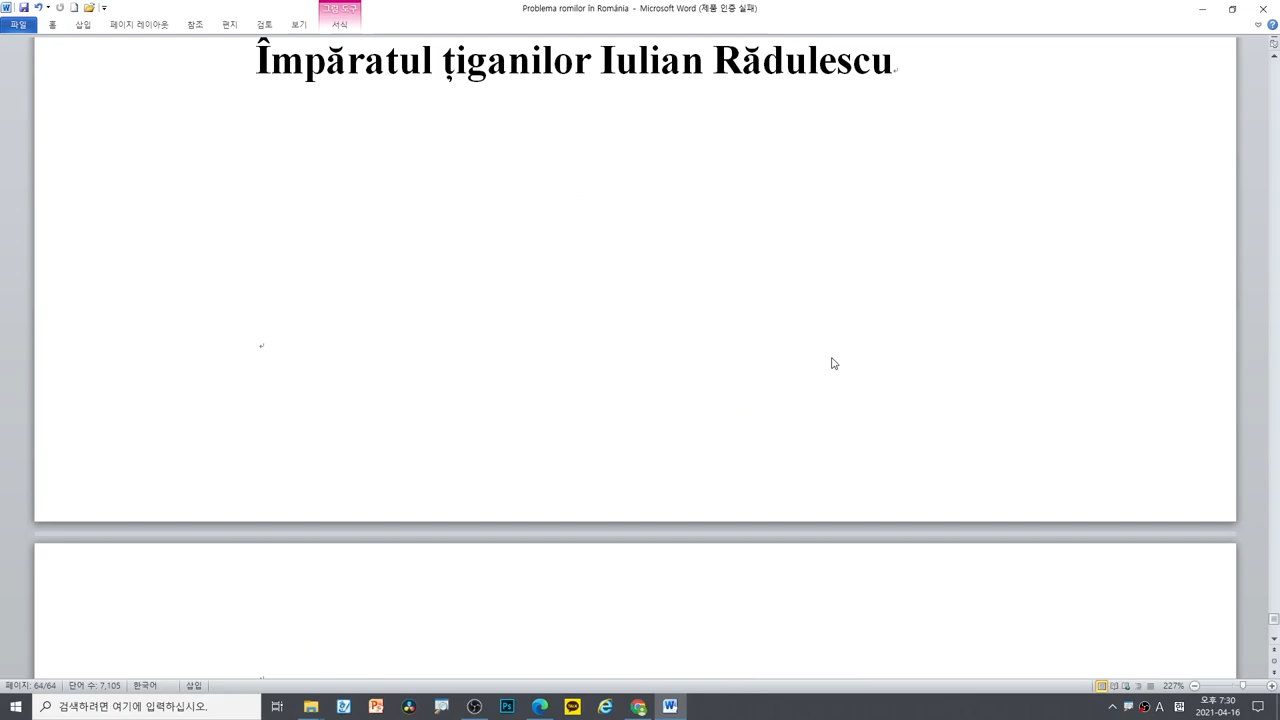 Problema romilor în România - Microsoft Word (제품 인증 실패)
그림 도구
파일 홈 삽입 페이지 레이아웃 참조 편지 검토 보기 서식
Împăratul țiganilor Iulian Rădulescu
페이지: 64/64 단어 수: 7,105 한국어 삽입 227%
검색하려면 여기에 입력하십시오.
A 오후 7:30
2021-04-16